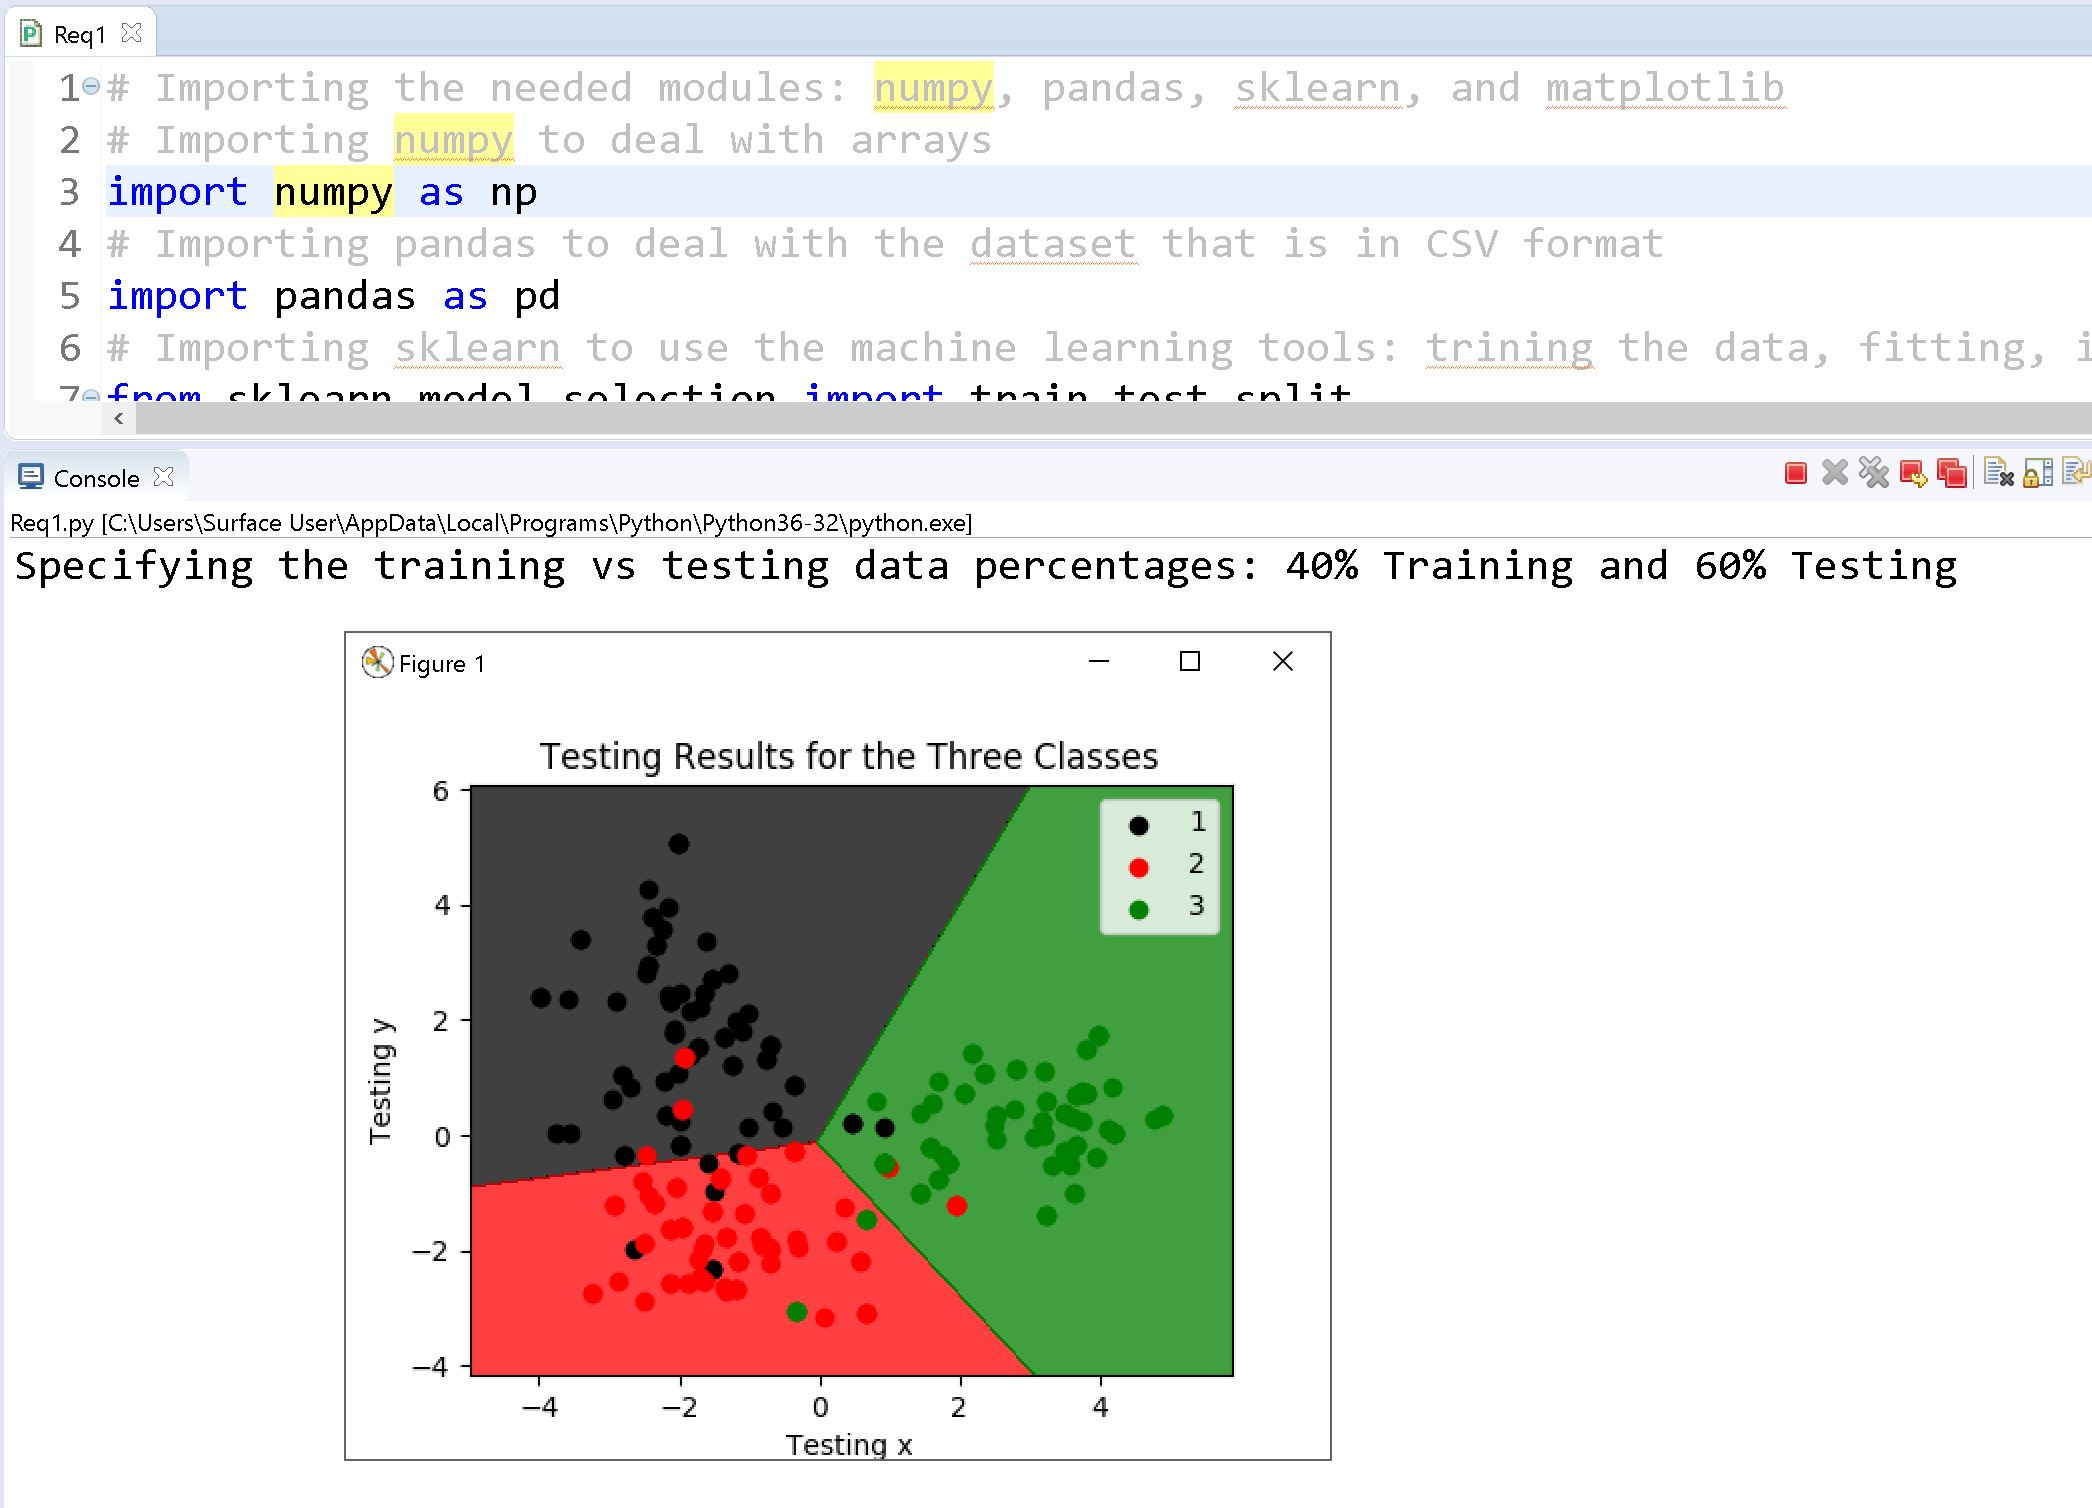 Req1
1 # Importing the needed modules: numpy, pandas, sklearn, and matplotlib
2 # Importing numpy to deal with arrays
3 import numpy as np
4 # Importing pandas to deal with the dataset that is in CSV format
5 import pandas as pd
6 # Importing sklearn to use the machine learning tools: trining the data, fitting, i
7 from sklearn.model_selection import train_test_split
Console
Req1.py [C:\Users\Surface User\AppData\Local\Programs\Python\Python36-32\python.exe]
Specifying the training vs testing data percentages: 40% Training and 60% Testing
Figure 1
Testing Results for the Three Classes
1
2
3
6
4
2
0
−2
−4
Testing y
−4 −2 0 2 4
Testing x